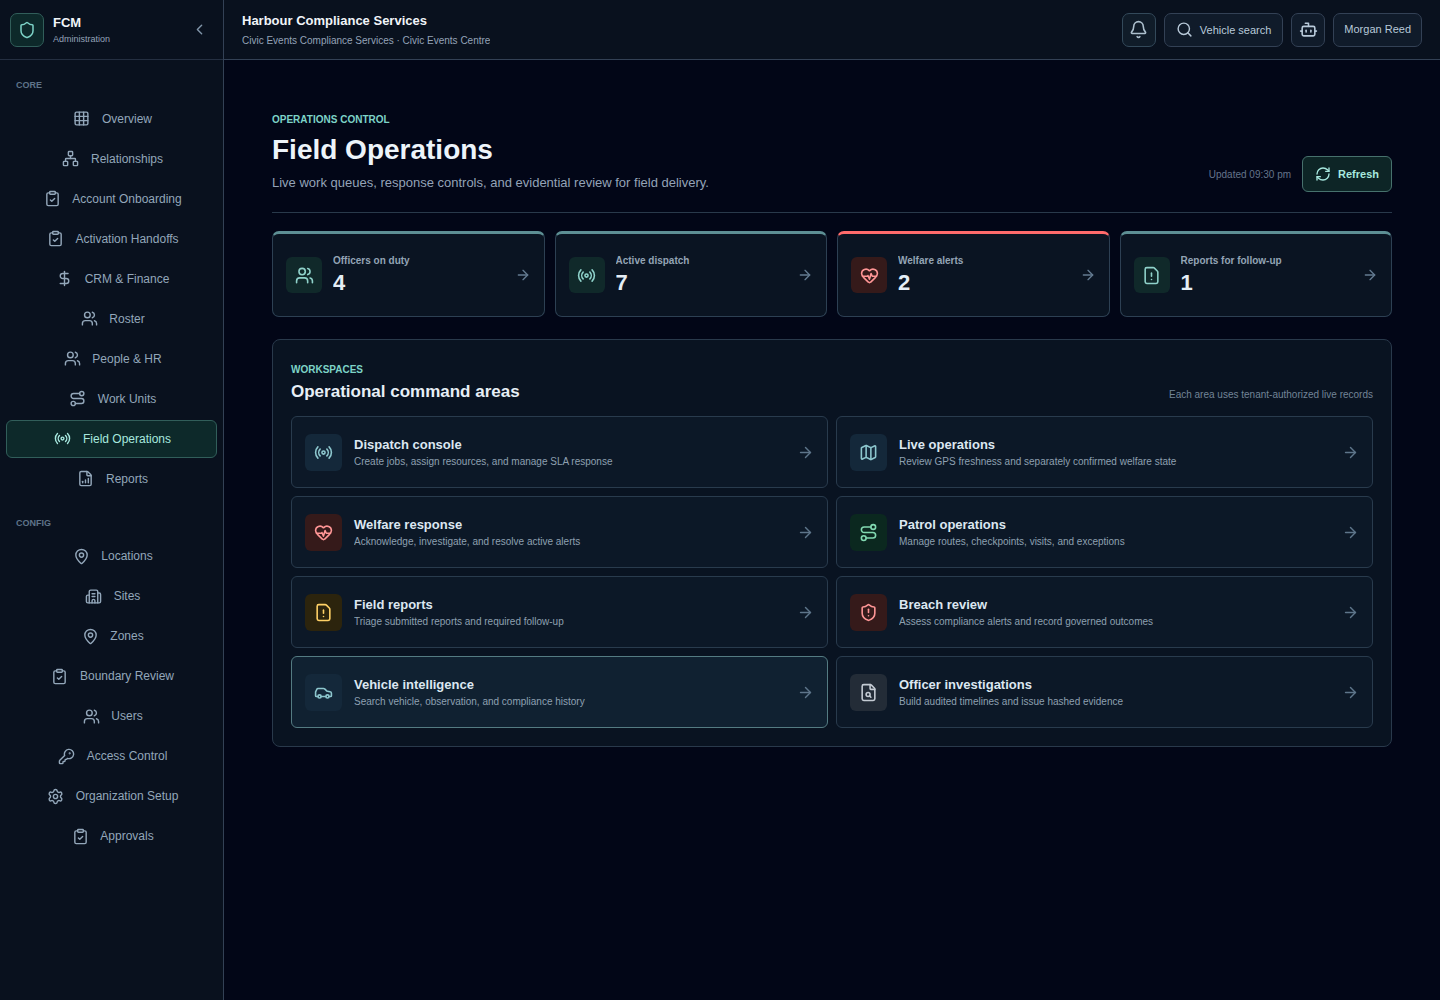 FCM
Administration
Harbour Compliance Services
Civic Events Compliance Services · Civic Events Centre
Vehicle search
Morgan Reed
CORE
Overview
Relationships
Account Onboarding
Activation Handoffs
CRM & Finance
Roster
People & HR
Work Units
Field Operations
Reports
CONFIG
Locations
Sites
Zones
Boundary Review
Users
Access Control
Organization Setup
Approvals
OPERATIONS CONTROL
Field Operations
Live work queues, response controls, and evidential review for field delivery.
Updated 09:30 pm
Refresh
Officers on duty
4
Active dispatch
7
Welfare alerts
2
Reports for follow-up
1
WORKSPACES
Operational command areas
Each area uses tenant-authorized live records
Dispatch console
Create jobs, assign resources, and manage SLA response
Live operations
Review GPS freshness and separately confirmed welfare state
Welfare response
Acknowledge, investigate, and resolve active alerts
Patrol operations
Manage routes, checkpoints, visits, and exceptions
Field reports
Triage submitted reports and required follow-up
Breach review
Assess compliance alerts and record governed outcomes
Vehicle intelligence
Search vehicle, observation, and compliance history
Officer investigations
Build audited timelines and issue hashed evidence